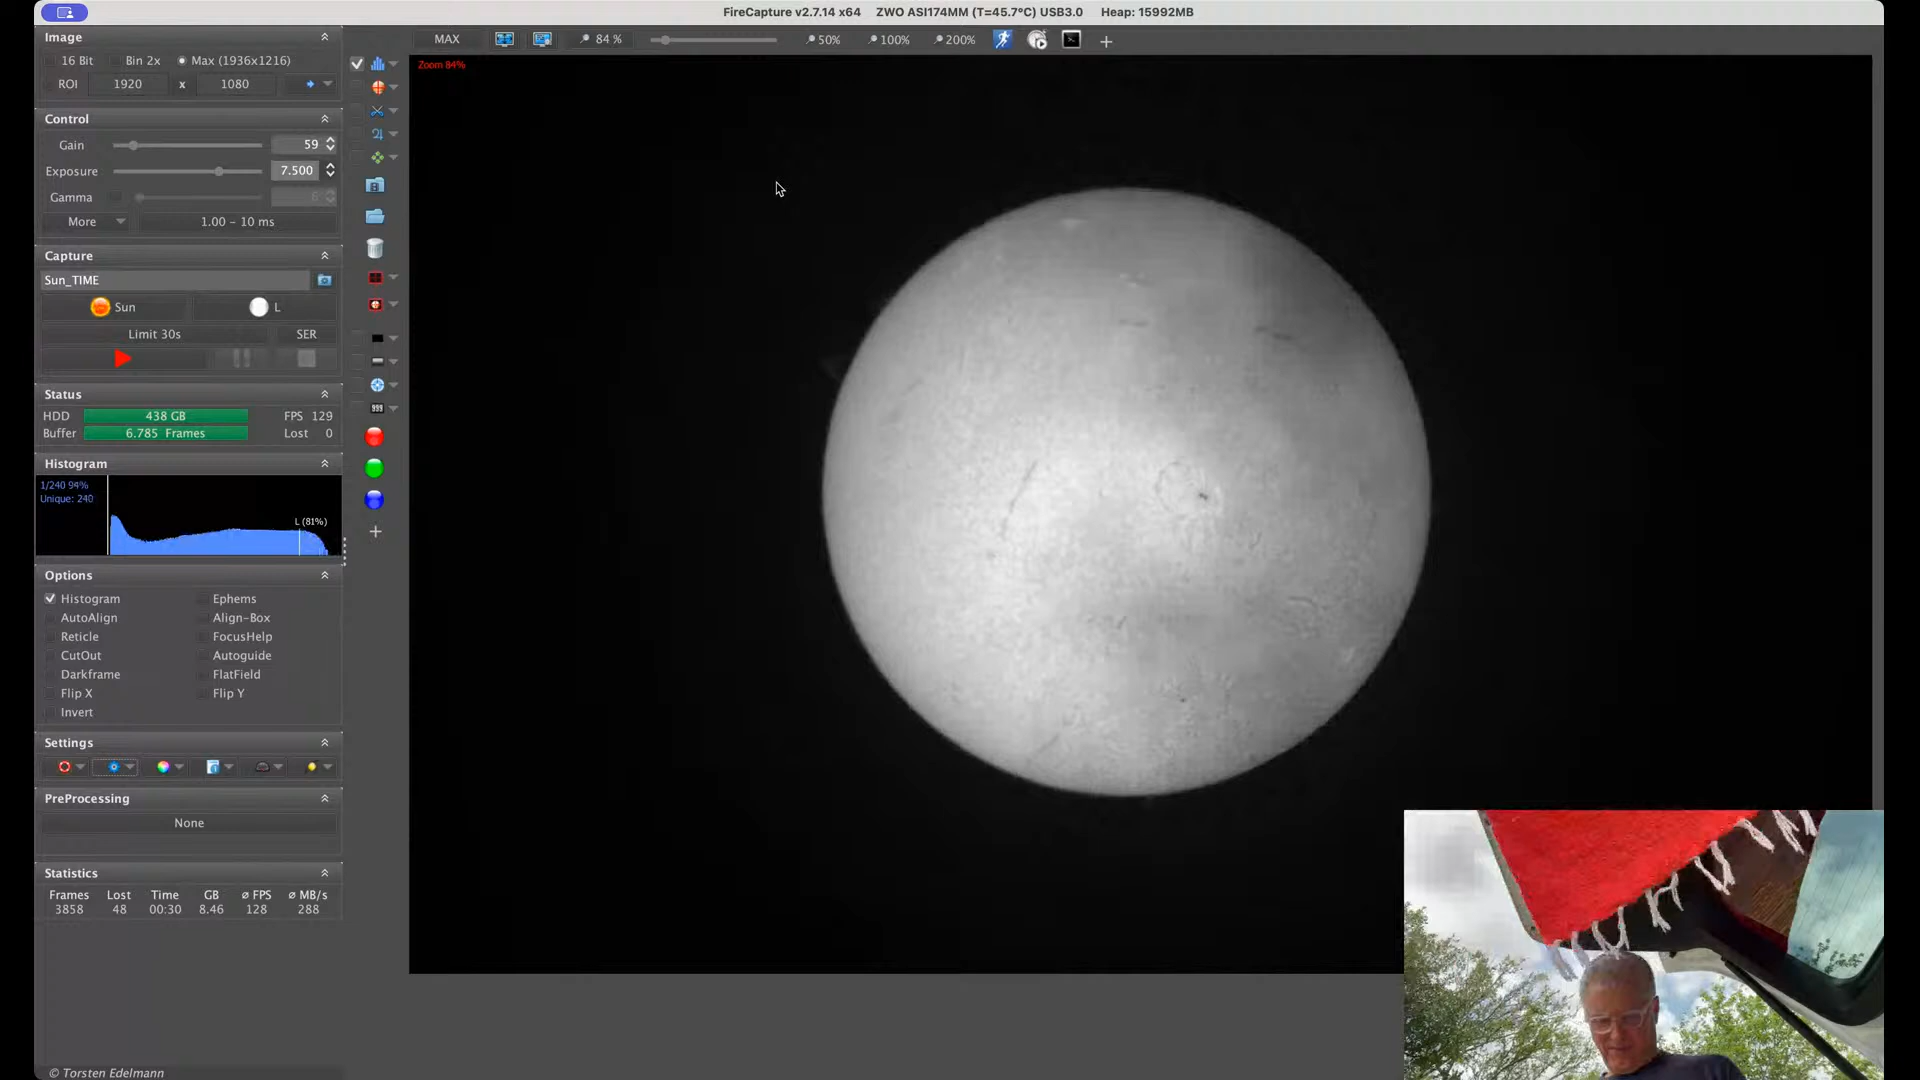 FireCapture v2.7.14 x64 ZWO ASI174MM (T=45.7°C) USB3.0 Heap: 15992MB
Image
MAX 84 % 50% 100% 200%
16 Bit Bin 2x Max (1936x1216)
Zoom 84%
ROI 1920 x 1080
Control
Gain 59
Exposure 7.500
Gamma 6
More 1.00 - 10 ms
Capture
Sun_TIME
Sun L
Limit 30s SER
Status
HDD 438 GB FPS 129
Buffer 6.785 Frames Lost 0
Histogram
1/240 94%
Unique: 240
L (81%)
Options
Histogram Ephems
AutoAlign Align-Box
Reticle FocusHelp
CutOut Autoguide
Darkframe FlatField
Flip X Flip Y
Invert
Settings
PreProcessing
None
Statistics
Frames Lost Time GB ø FPS ø MB/s
3858 48 00:30 8.46 128 288
© Torsten Edelmann